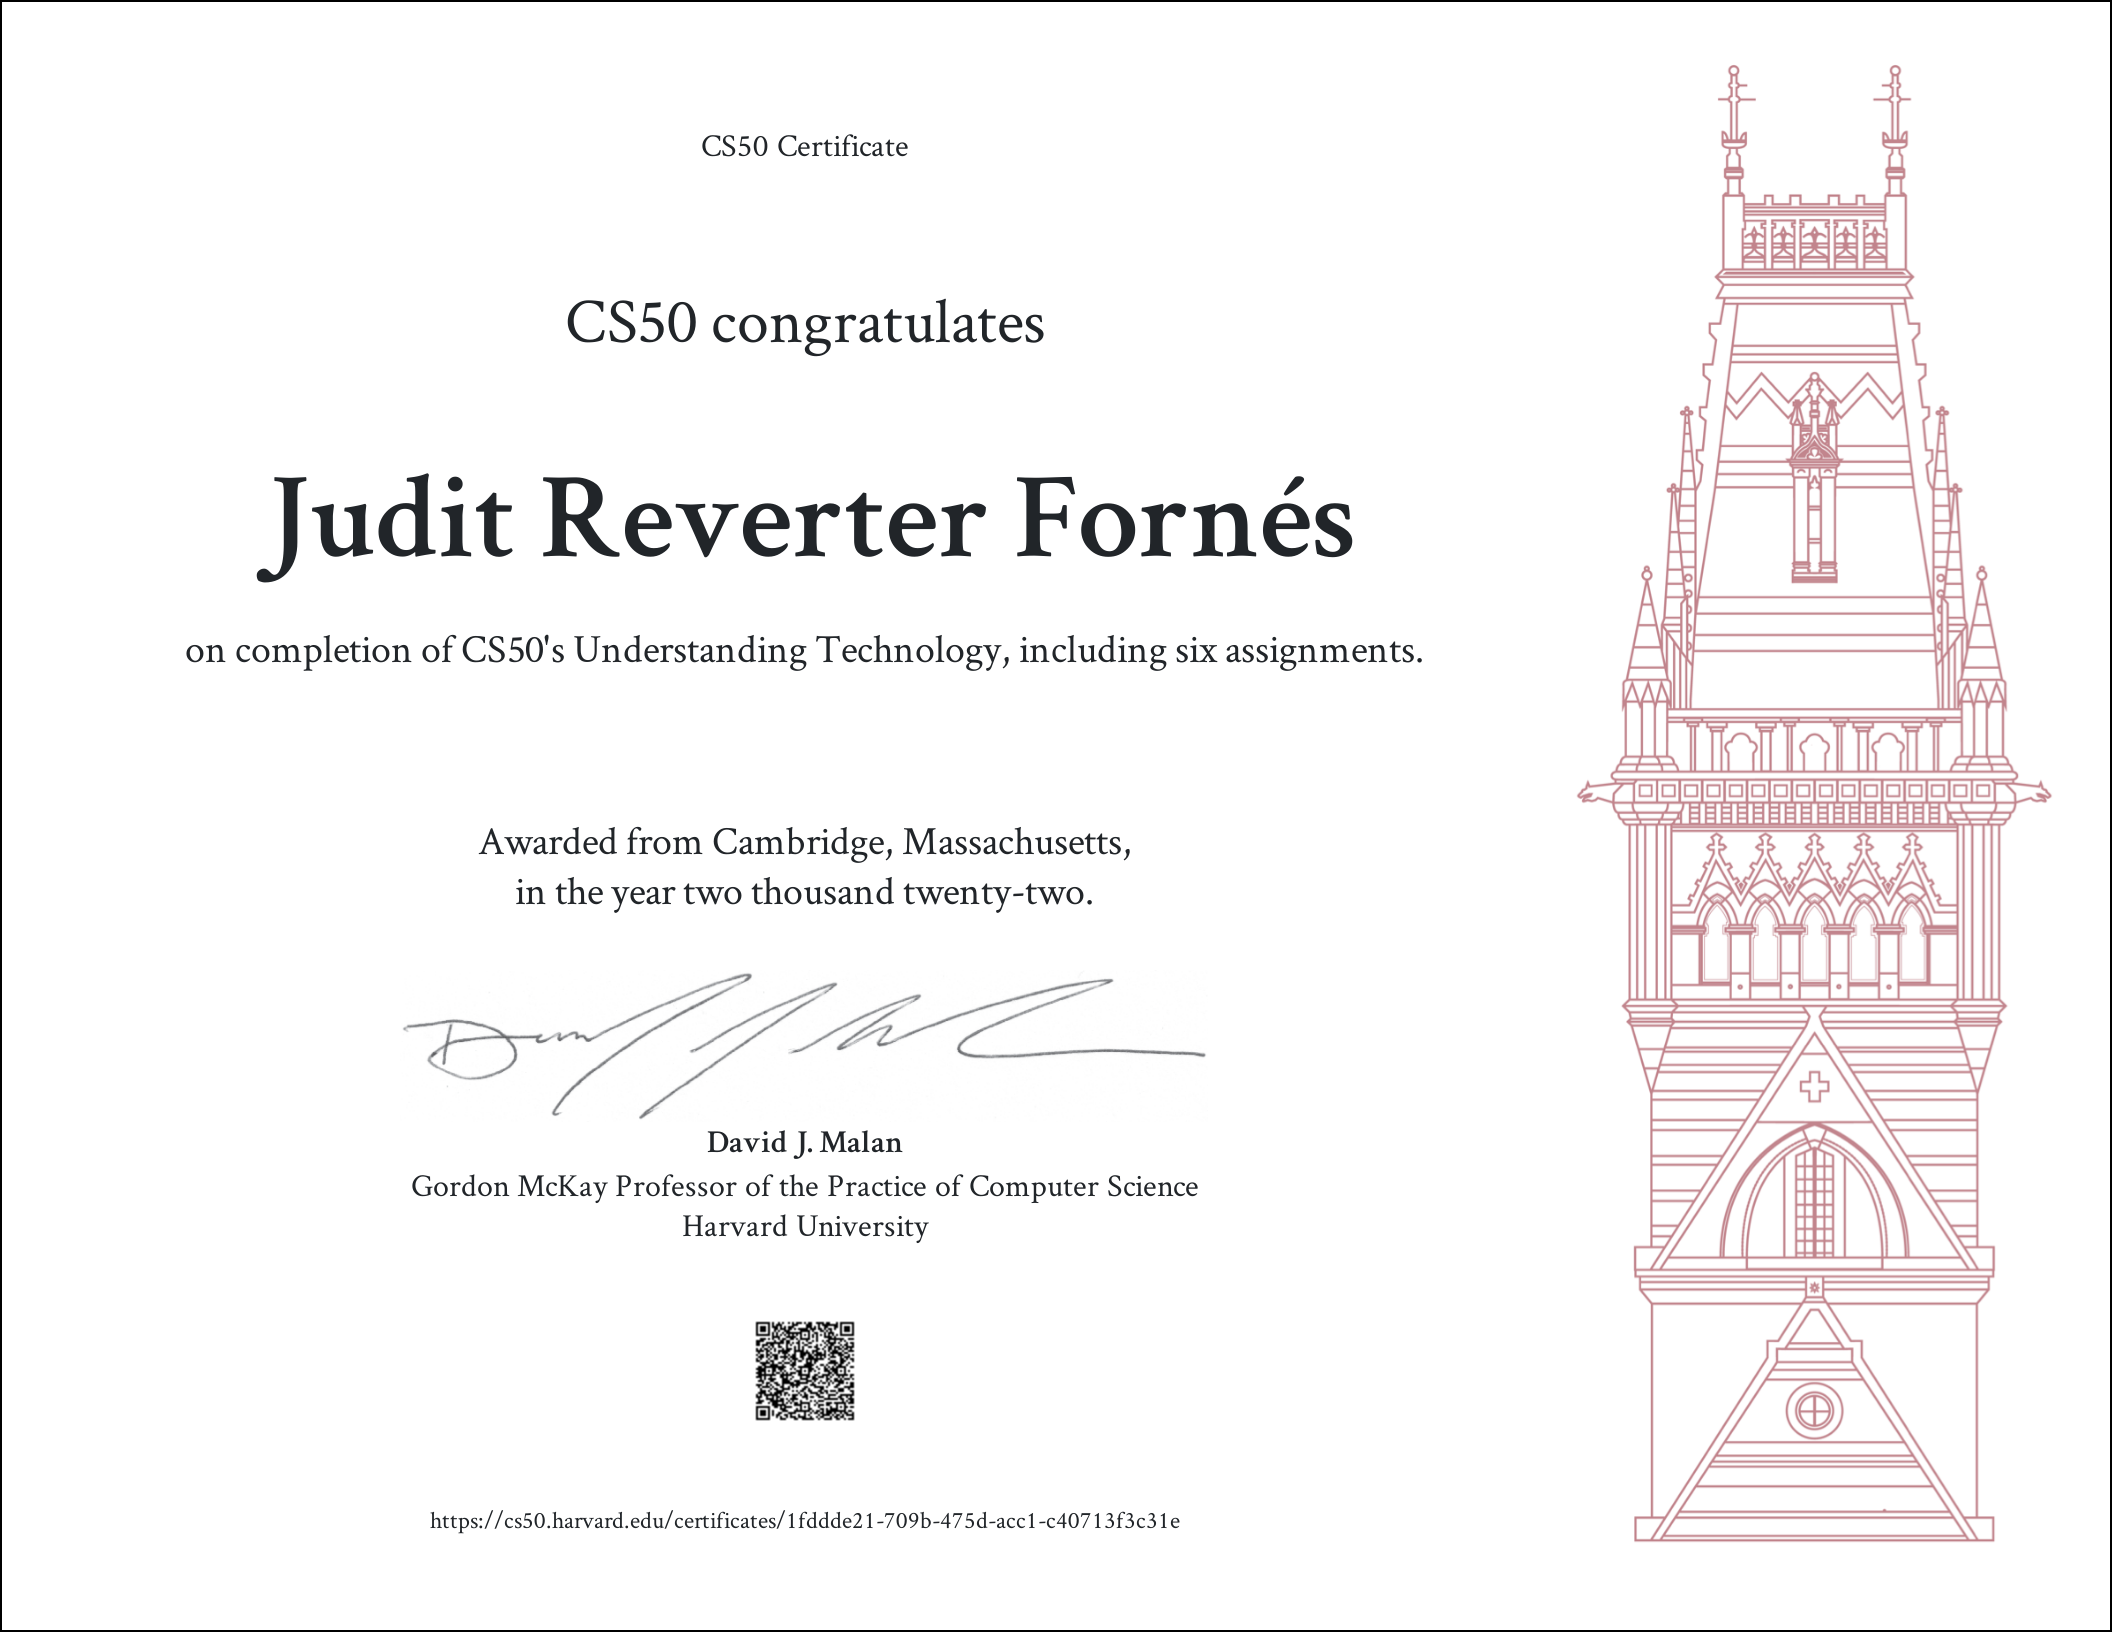 CS50 Certificate
CS50 congratulates
Judit Reverter Fornés
on completion of CS50's Understanding Technology, including six assignments.
Awarded from Cambridge, Massachusetts,
in the year two thousand twenty-two.
David J. Malan
Gordon McKay Professor of the Practice of Computer Science
Harvard University
https://cs50.harvard.edu/certificates/1fddde21-709b-475d-acc1-c40713f3c31e